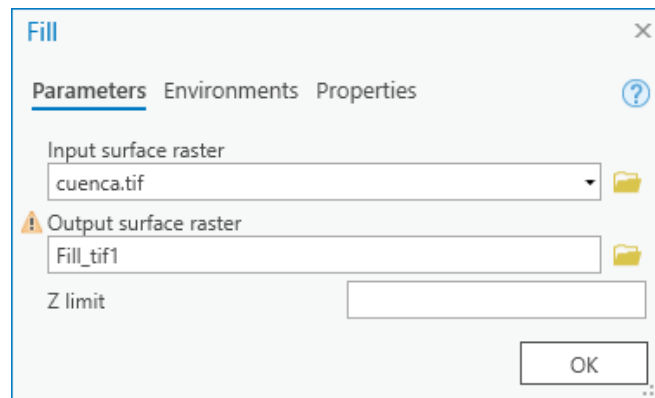 Fill
Parameters Environments Properties
Input surface raster
cuenca.tif
Output surface raster
Fill_tif1
Z limit
OK